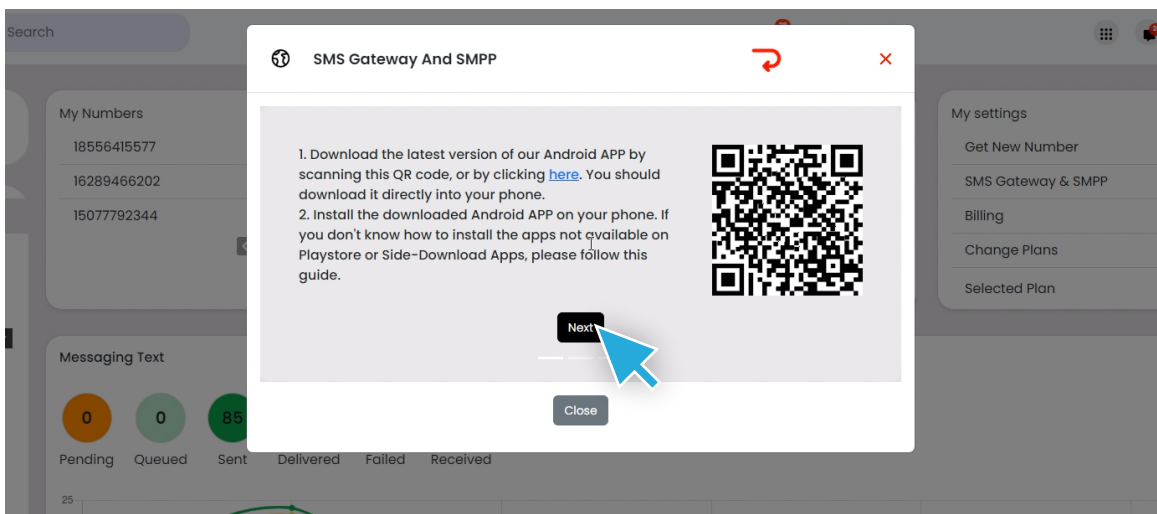 Search
SMS Gateway And SMPP
My Numbers
18556415577
16289466202
15077792344
1. Download the latest version of our Android APP by
scanning this QR code, or by clicking here. You should
download it directly into your phone.
2. Install the downloaded Android APP on your phone. If
you don't know how to install the apps not available on
Playstore or Side-Download Apps, please follow this
guide.
Next
Close
My settings
Get New Number
SMS Gateway & SMPP
Billing
Change Plans
Selected Plan
Messaging Text
0
0
85
Pending Queued Sent Delivered Failed Received
25